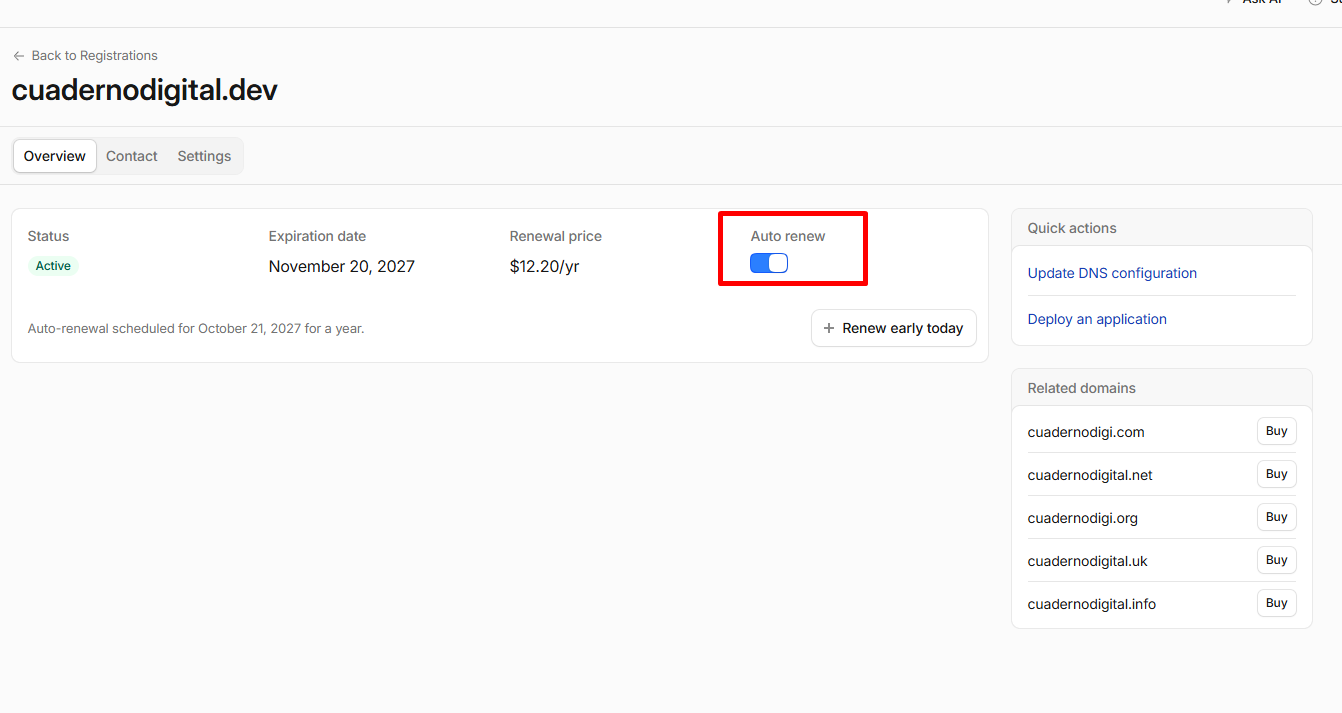 Ask AI
Back to Registrations
cuadernodigital.dev
Overview
Contact
Settings
Status
Expiration date
Renewal price
Auto renew
Active
November 20, 2027
$12.20/yr
Auto-renewal scheduled for October 21, 2027 for a year.
+ Renew early today
Quick actions
Update DNS configuration
Deploy an application
Related domains
cuadernodigi.com
Buy
cuadernodigital.net
Buy
cuadernodigi.org
Buy
cuadernodigital.uk
Buy
cuadernodigital.info
Buy